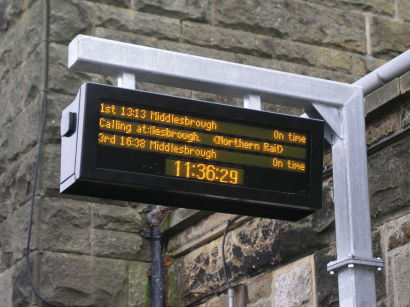 1st 13:13 Middlesbrough On time
Calling at:lesbrough. (Northern Rail)
3rd 16:38 Middlesbrough On time
11:36:29